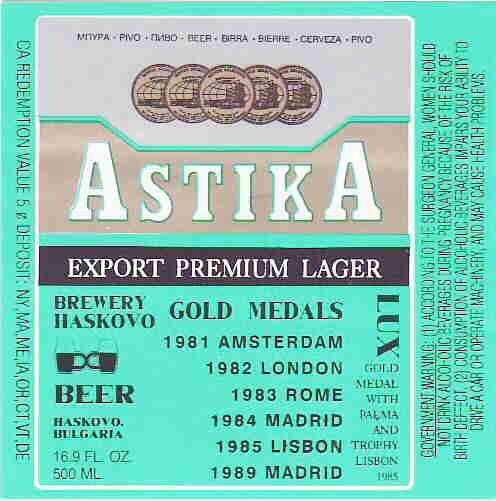 ΜΠΥΡΑ - PIVO - ПИВО - BEER - BIRRA - BIERRE - CERVEZA - PIVO
ASTIKA
EXPORT PREMIUM LAGER
BREWERY
HASKOVO
BEER
HASKOVO.
BULGARIA
16.9 FL. OZ.
500 ML
GOLD MEDALS
1981 AMSTERDAM
1982 LONDON
1983 ROME
1984 MADRID
1985 LISBON
1989 MADRID
LUX
GOLD
MEDAL
WITH
PALMA
AND
TROPHY
LISBON
1985
CA REDEMPTION VALUE 5 ¢ DEPOSIT: NY,MA,ME,IA,OR,CT,VT,DE
GOVERNMENT WARNING: (1) ACCORDING TO THE SURGEON GENERAL, WOMEN SHOULD
NOT DRINK ALCOHOLIC BEVERAGES DURING PREGNANCY BECAUSE OF THE RISK OF
BIRTH DEFECT. (2) CONSUMPTION OF ALCOHOLIC BEVERAGES IMPAIRS YOUR ABILITY TO
DRIVE A CAR OR OPERATE MACHINERY, AND MAY CAUSE HEALTH PROBLEMS.